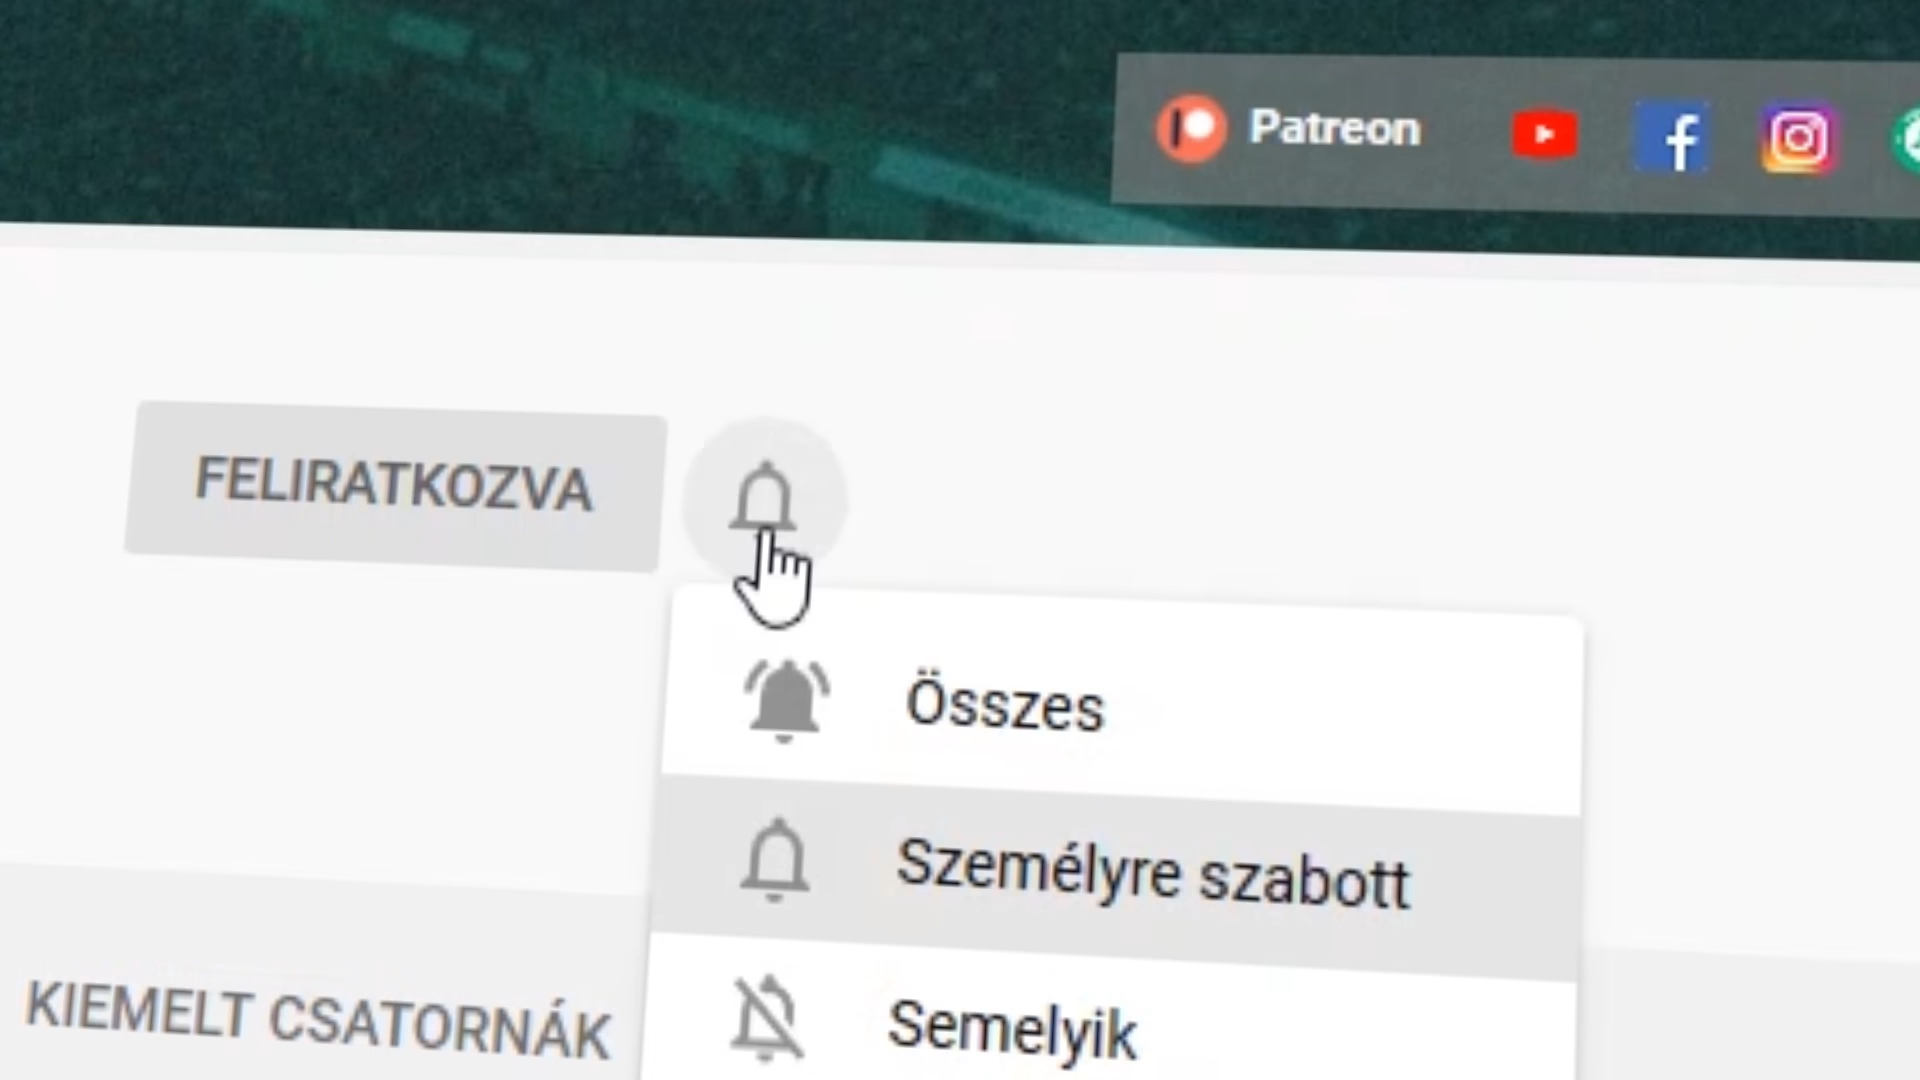 Patreon
FELIRATKOZVA
Összes
Személyre szabott
Semelyik
KIEMELT CSATORNÁK